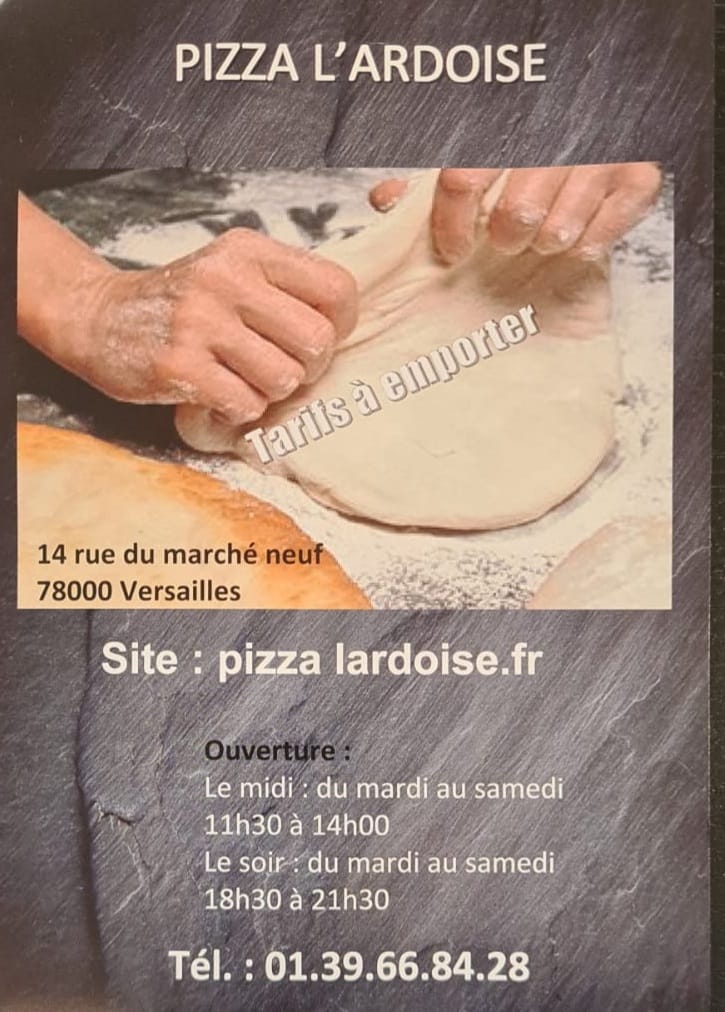 PIZZA L'ARDOISE
Tarifs à emporter
14 rue du marché neuf
78000 Versailles
Site : pizza lardoise.fr
Ouverture :
Le midi : du mardi au samedi
11h30 à 14h00
Le soir : du mardi au samedi
18h30 à 21h30
Tél. : 01.39.66.84.28